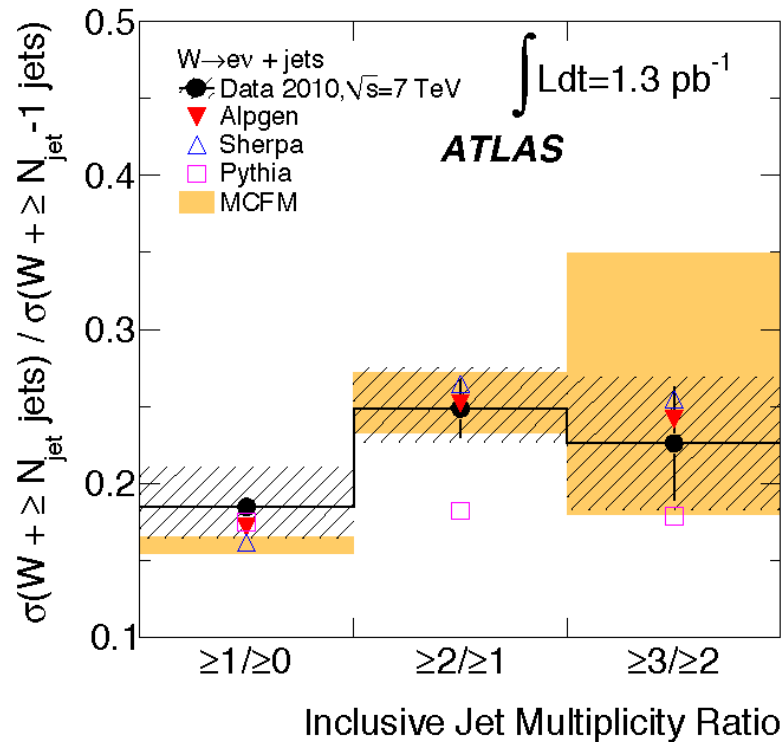 0.5
0.4
0.3
0.2
0.1
σ(W + ≥ N_jet jets) / σ(W + ≥ N_jet -1 jets)
W→eν + jets
Data 2010,√s=7 TeV
Alpgen
Sherpa
Pythia
MCFM
∫Ldt=1.3 pb⁻¹
ATLAS
≥1/≥0 ≥2/≥1 ≥3/≥2
Inclusive Jet Multiplicity Ratio